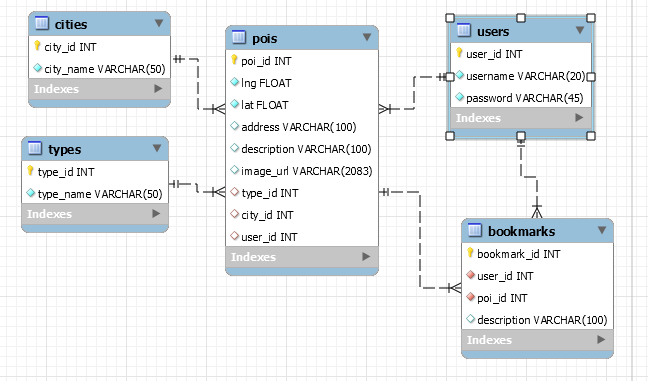 cities
city_id INT
city_name VARCHAR(50)
Indexes
types
type_id INT
type_name VARCHAR(50)
Indexes
pois
poi_id INT
lng FLOAT
lat FLOAT
address VARCHAR(100)
description VARCHAR(100)
image_url VARCHAR(2083)
type_id INT
city_id INT
user_id INT
Indexes
users
user_id INT
username VARCHAR(20)
password VARCHAR(45)
Indexes
bookmarks
bookmark_id INT
user_id INT
poi_id INT
description VARCHAR(100)
Indexes